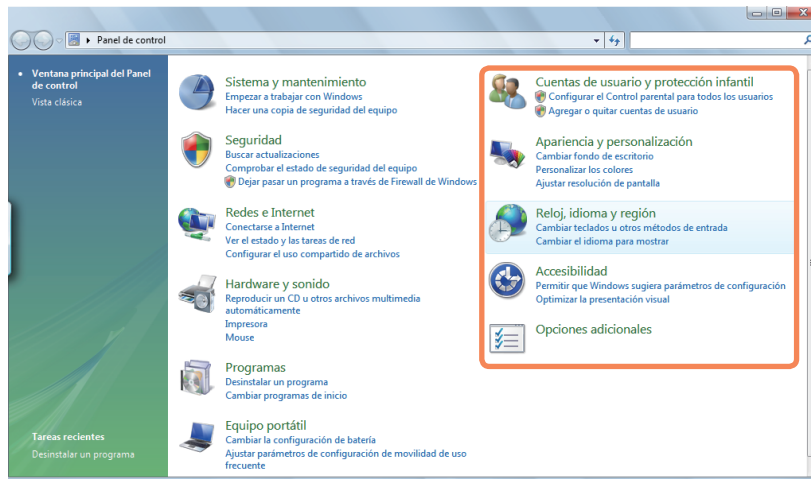 Panel de control
Ventana principal del Panel
de control
Vista clásica
Sistema y mantenimiento
Empezar a trabajar con Windows
Hacer una copia de seguridad del equipo
Seguridad
Buscar actualizaciones
Comprobar el estado de seguridad del equipo
Dejar pasar un programa a través de Firewall de Windows
Redes e Internet
Conectarse a Internet
Ver el estado y las tareas de red
Configurar el uso compartido de archivos
Hardware y sonido
Reproducir un CD u otros archivos multimedia
automáticamente
Impresora
Mouse
Programas
Desinstalar un programa
Cambiar programas de inicio
Equipo portátil
Cambiar la configuración de batería
Ajustar parámetros de configuración de movilidad de uso
frecuente
Cuentas de usuario y protección infantil
Configurar el Control parental para todos los usuarios
Agregar o quitar cuentas de usuario
Apariencia y personalización
Cambiar fondo de escritorio
Personalizar los colores
Ajustar resolución de pantalla
Reloj, idioma y región
Cambiar teclados u otros métodos de entrada
Cambiar el idioma para mostrar
Accesibilidad
Permitir que Windows sugiera parámetros de configuración
Optimizar la presentación visual
Opciones adicionales
Tareas recientes
Desinstalar un programa